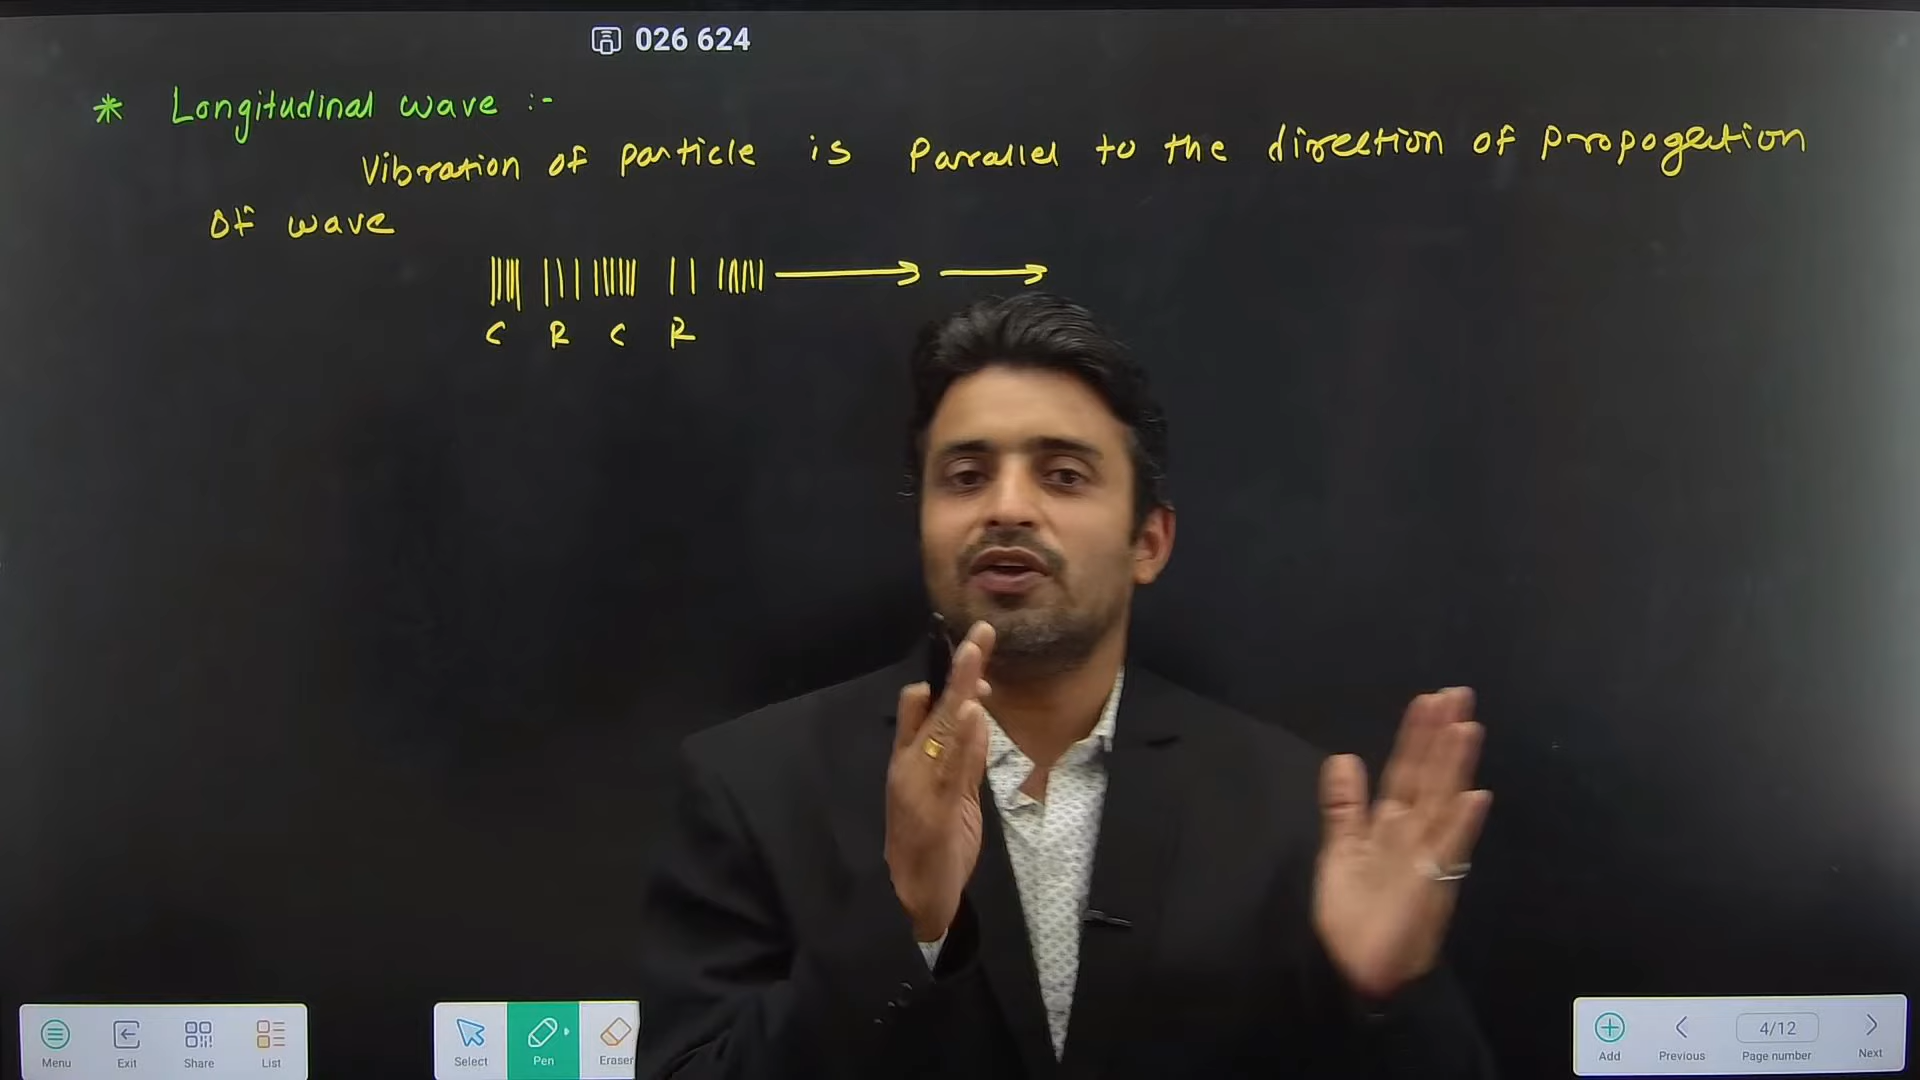 026 624
* Longitudinal wave :-
Vibration of particle is Parallel to the direction of propogation
of wave
C R C R
Menu Exit Share List Select Pen Eraser Add Previous 4/12 Page number Next